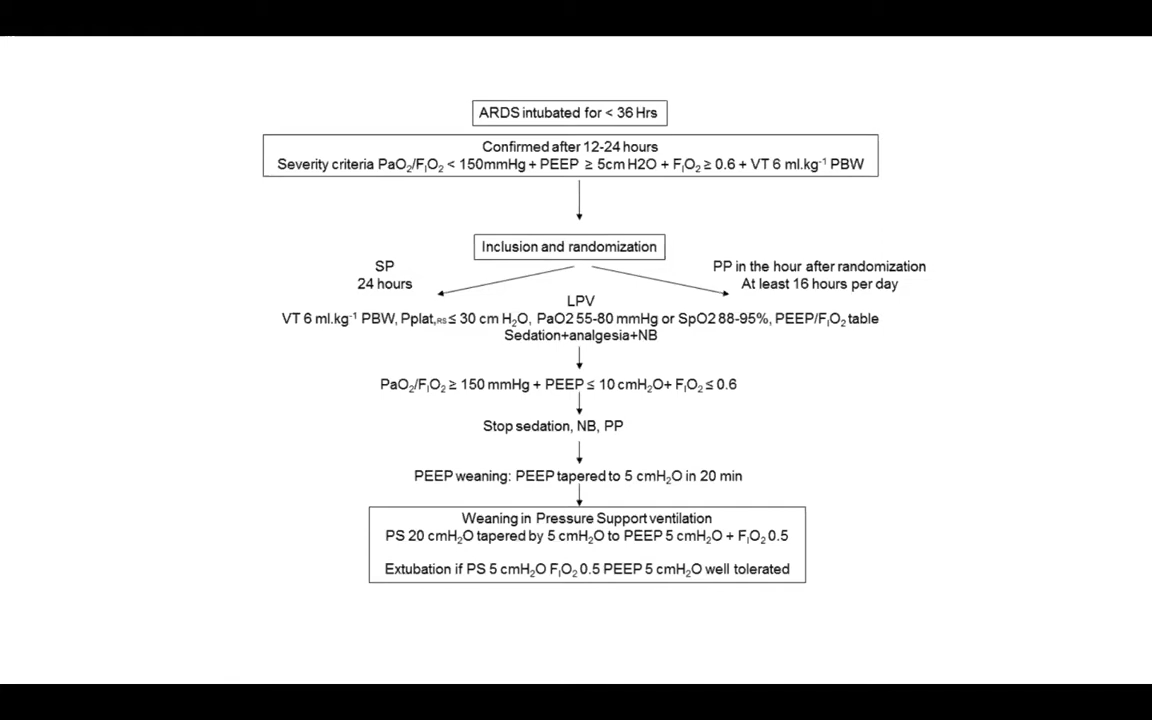 ARDS intubated for < 36 Hrs
Confirmed after 12-24 hours
Severity criteria PaO₂/FᵢO₂ < 150mmHg + PEEP ≥ 5cm H2O + FᵢO₂ ≥ 0.6 + VT 6 ml.kg⁻¹ PBW
Inclusion and randomization
SP
24 hours
PP in the hour after randomization
At least 16 hours per day
LPV
VT 6 ml.kg⁻¹ PBW, Pplat,RS ≤ 30 cm H₂O, PaO2 55-80 mmHg or SpO2 88-95%, PEEP/FᵢO₂ table
Sedation+analgesia+NB
PaO₂/FᵢO₂ ≥ 150 mmHg + PEEP ≤ 10 cmH₂O+ FᵢO₂ ≤ 0.6
Stop sedation, NB, PP
PEEP weaning: PEEP tapered to 5 cmH₂O in 20 min
Weaning in Pressure Support ventilation
PS 20 cmH₂O tapered by 5 cmH₂O to PEEP 5 cmH₂O + FᵢO₂ 0.5
Extubation if PS 5 cmH₂O FᵢO₂ 0.5 PEEP 5 cmH₂O well tolerated